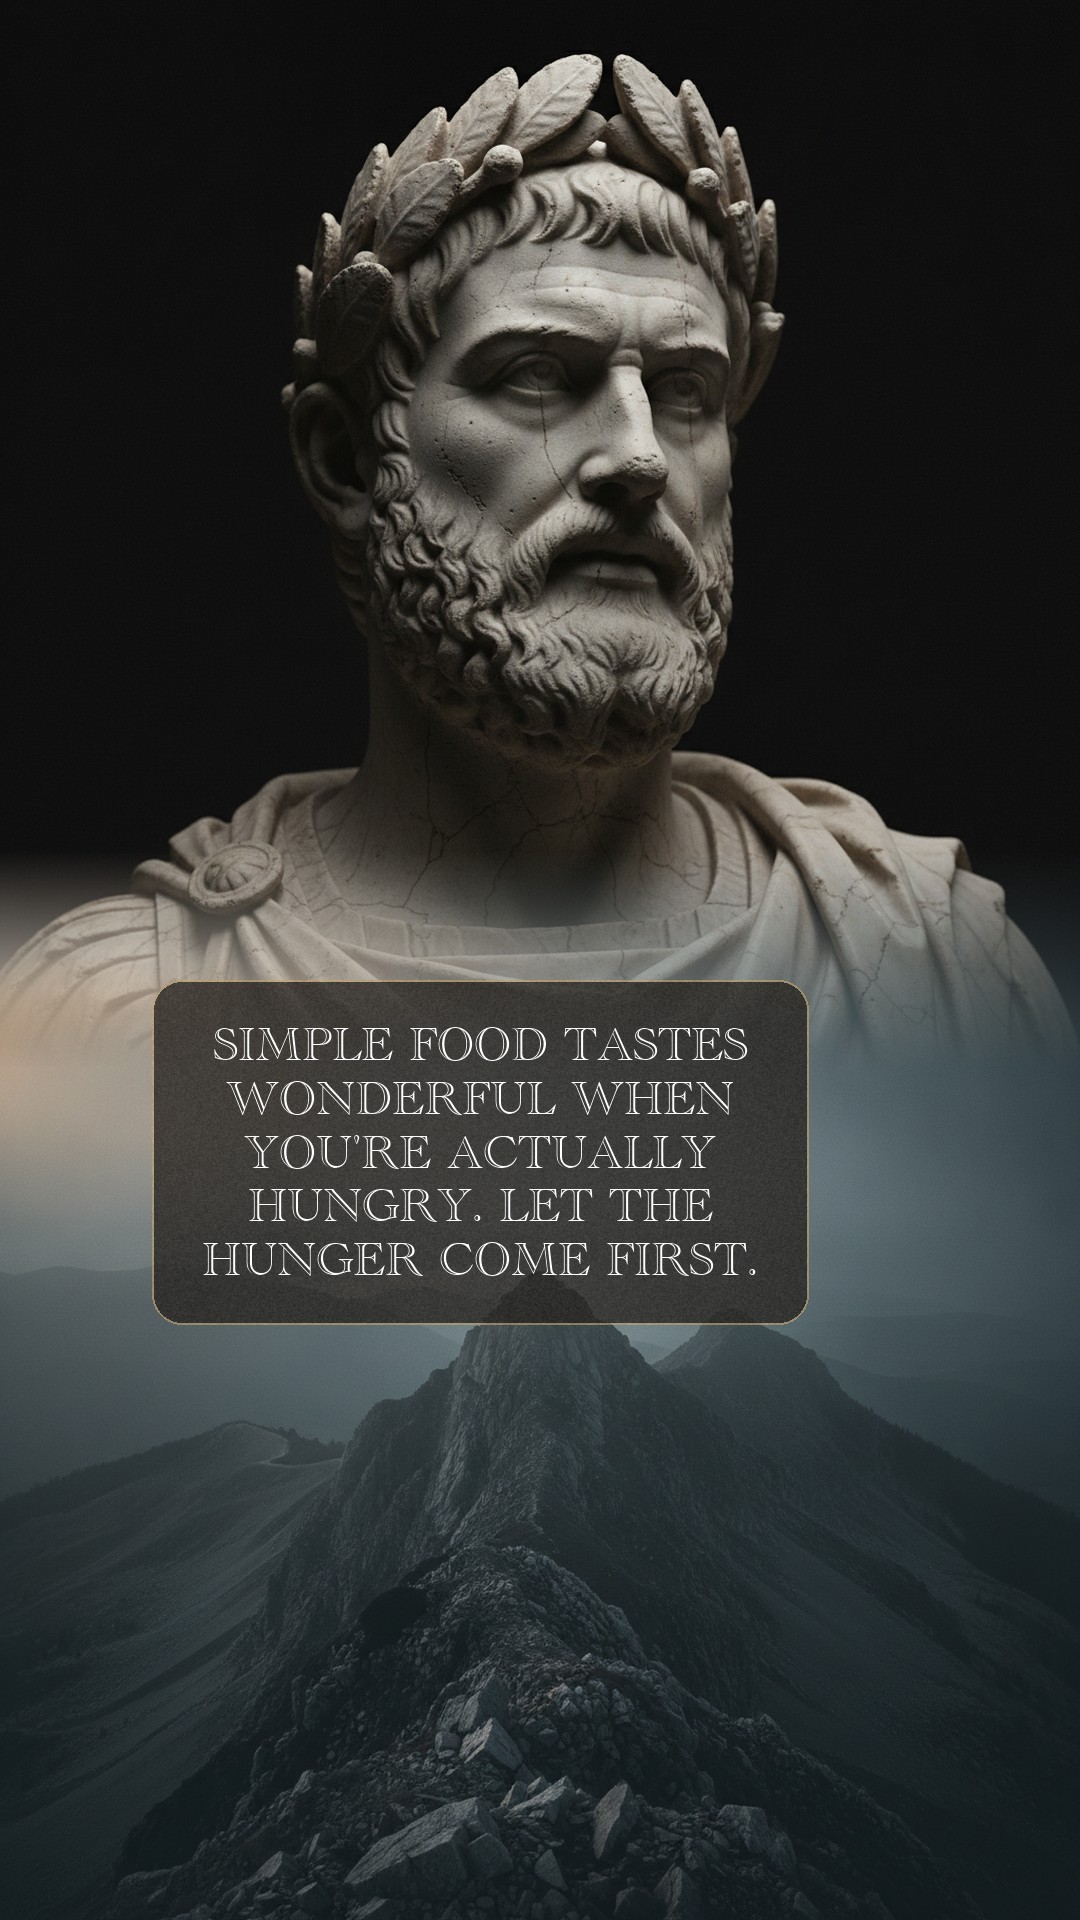 SIMPLE FOOD TASTES
WONDERFUL WHEN
YOU'RE ACTUALLY
HUNGRY. LET THE
HUNGER COME FIRST.